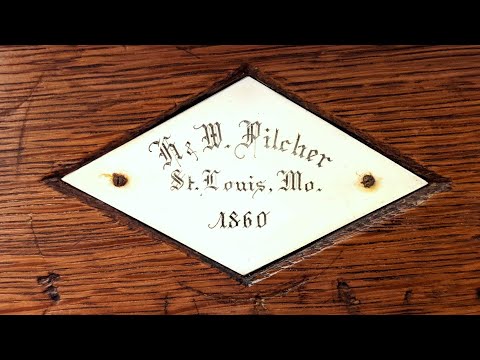 H & W. Pilcher
St. Louis, Mo.
1860